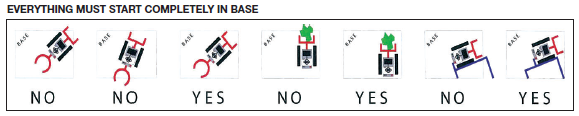 EVERYTHING MUST START COMPLETELY IN BASE
BASE BASE BASE BASE BASE BASE BASE
NO NO YES NO YES NO YES